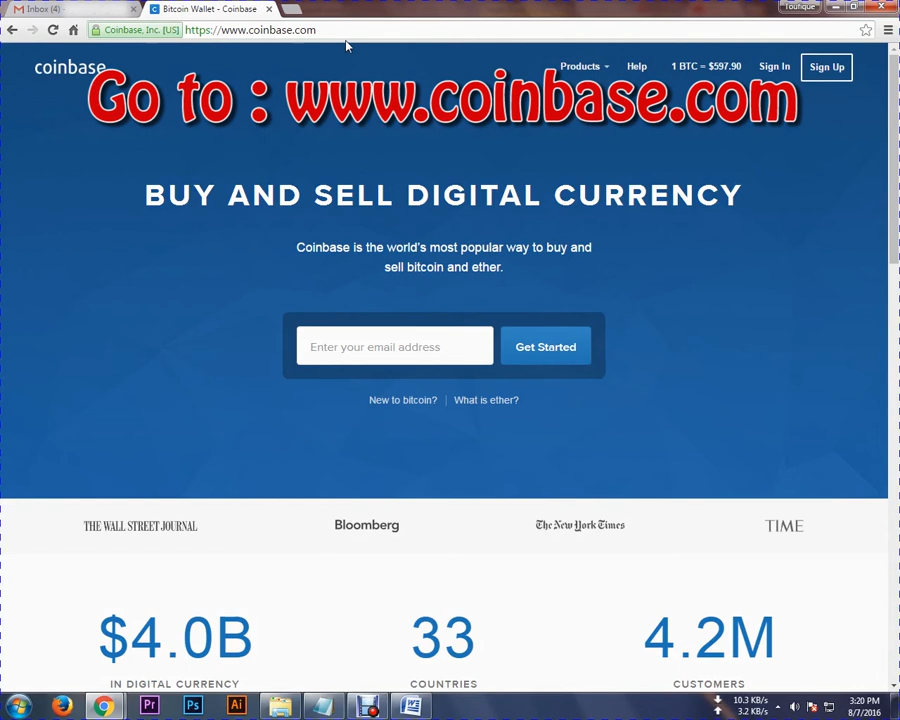 Inbox (4) -
Bitcoin Wallet - Coinbase
Toufique
Coinbase, Inc. [US]
https://www.coinbase.com
coinbase
Products
Help
1 BTC = $597.90
Sign In
Sign Up
Go to : www.coinbase.com
BUY AND SELL DIGITAL CURRENCY
Coinbase is the world's most popular way to buy and
sell bitcoin and ether.
Enter your email address
Get Started
New to bitcoin?
What is ether?
THE WALL STREET JOURNAL
Bloomberg
The New York Times
TIME
$4.0B
33
4.2M
IN DIGITAL CURRENCY
COUNTRIES
CUSTOMERS
Pr
Ps
Ai
10.3 KB/s
3.2 KB/s
3:20 PM
8/7/2016